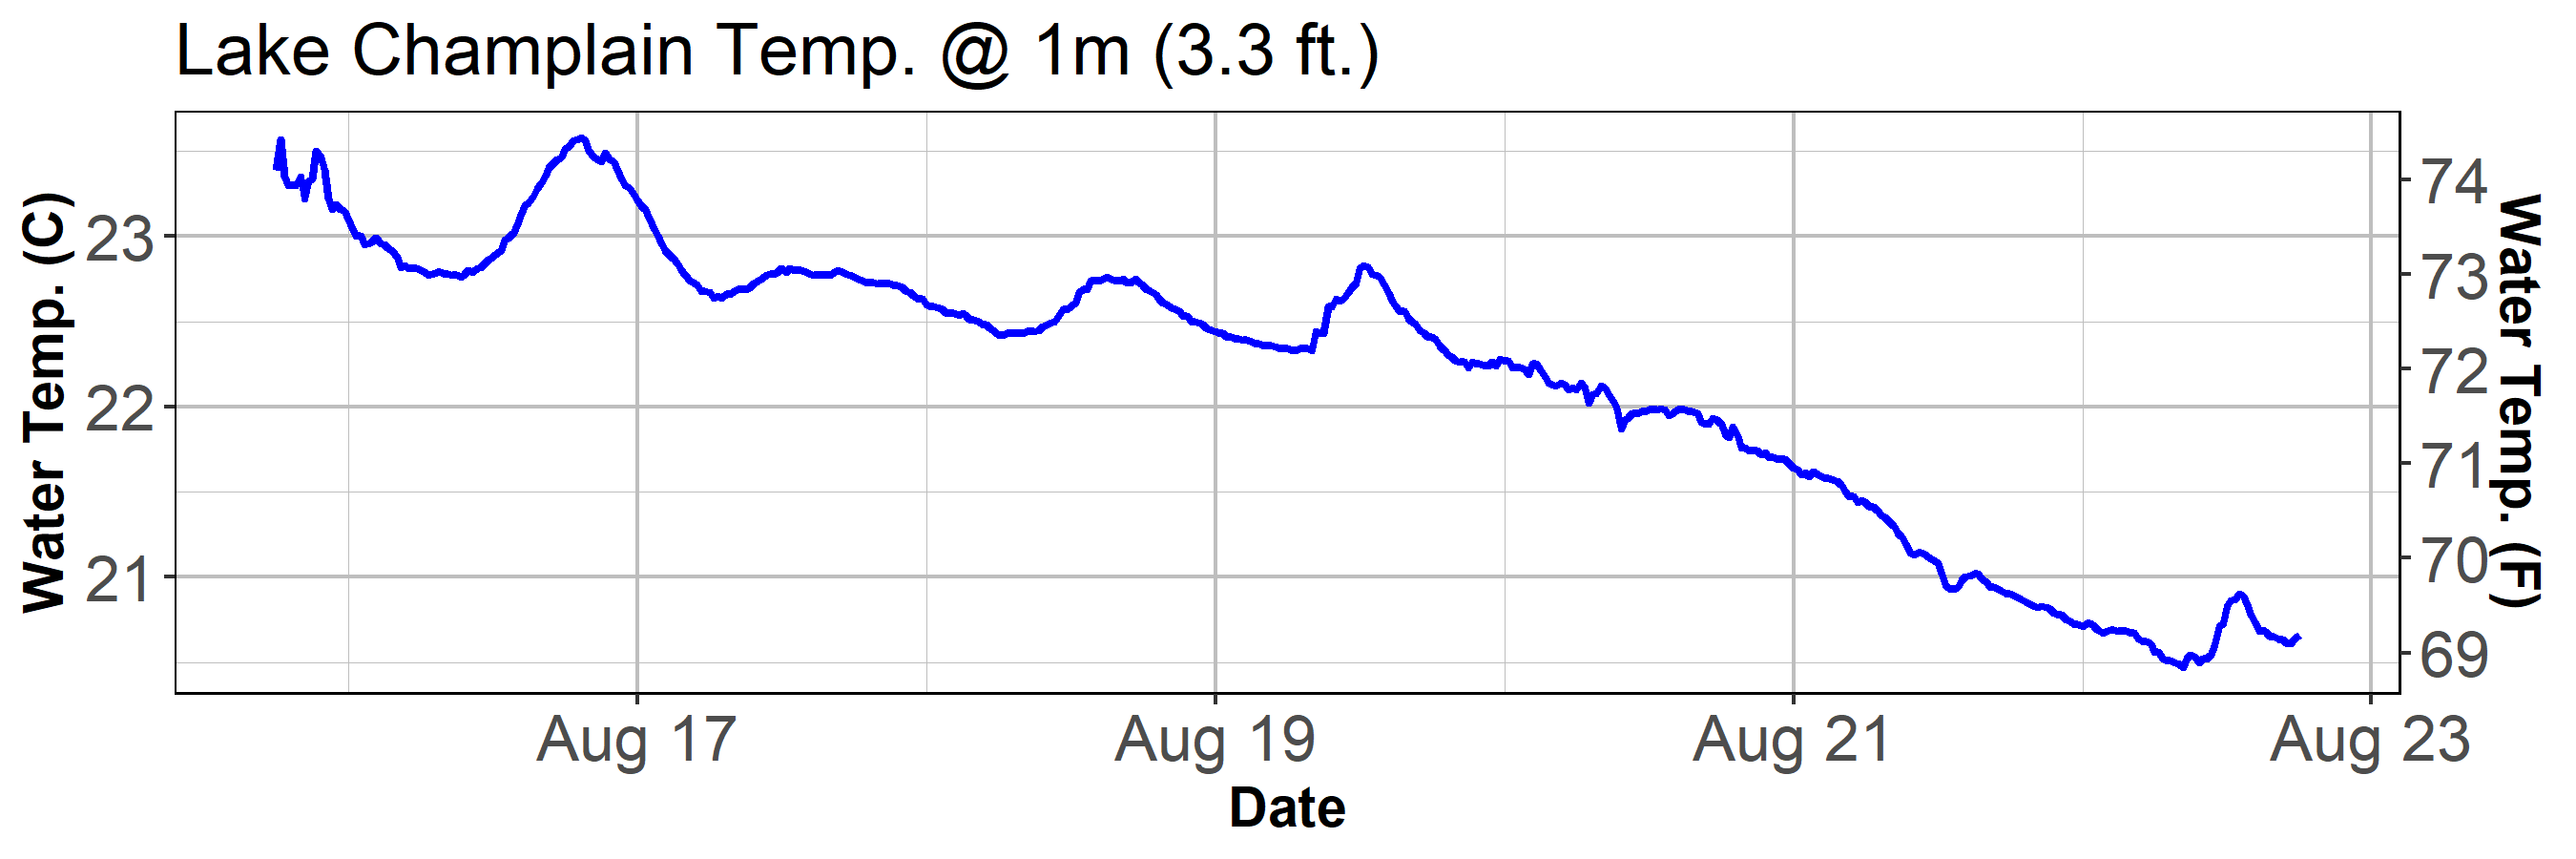 Lake Champlain Temp. @ 1m (3.3 ft.)
Water Temp. (C)
23
22
21
74
73
72
71
70
69
Water Temp. (F)
Aug 17
Aug 19
Aug 21
Aug 23
Date